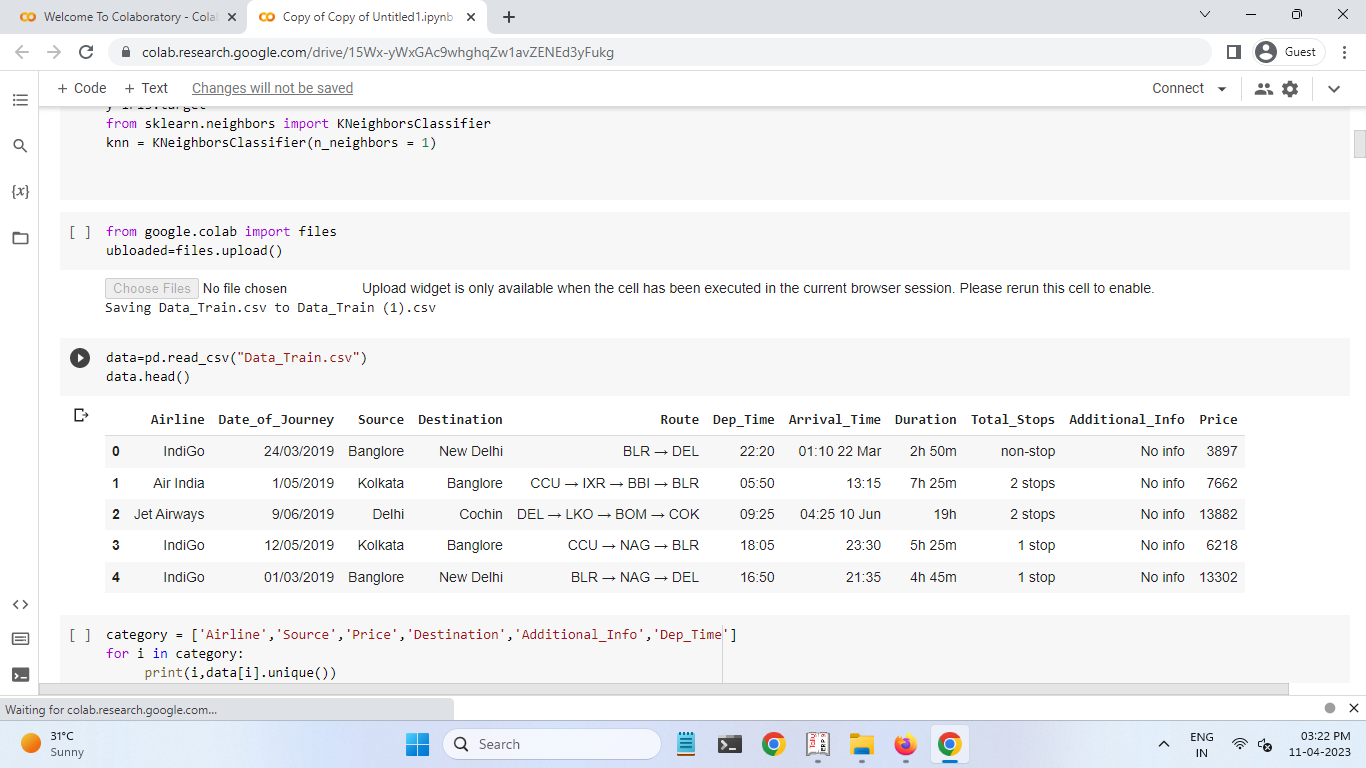 Welcome To Colaboratory - Cola
Copy of Copy of Untitled1.ipynb
colab.research.google.com/drive/15Wx-yWxGAc9whghqZw1avZENEd3yFukg
Guest
+ Code + Text Changes will not be saved
Connect
y iris.target
from sklearn.neighbors import KNeighborsClassifier
knn = KNeighborsClassifier(n_neighbors = 1)
{x}
[ ] from google.colab import files
ubloaded=files.upload()
Choose Files No file chosen Upload widget is only available when the cell has been executed in the current browser session. Please rerun this cell to enable.
Saving Data_Train.csv to Data_Train (1).csv
data=pd.read_csv("Data_Train.csv")
data.head()
Airline Date_of_Journey Source Destination Route Dep_Time Arrival_Time Duration Total_Stops Additional_Info Price
0 IndiGo 24/03/2019 Banglore New Delhi BLR → DEL 22:20 01:10 22 Mar 2h 50m non-stop No info 3897
1 Air India 1/05/2019 Kolkata Banglore CCU → IXR → BBI → BLR 05:50 13:15 7h 25m 2 stops No info 7662
2 Jet Airways 9/06/2019 Delhi Cochin DEL → LKO → BOM → COK 09:25 04:25 10 Jun 19h 2 stops No info 13882
3 IndiGo 12/05/2019 Kolkata Banglore CCU → NAG → BLR 18:05 23:30 5h 25m 1 stop No info 6218
4 IndiGo 01/03/2019 Banglore New Delhi BLR → NAG → DEL 16:50 21:35 4h 45m 1 stop No info 13302
[ ] category = ['Airline','Source','Price','Destination','Additional_Info','Dep_Time']
for i in category:
print(i,data[i].unique())
Waiting for colab.research.google.com...
31°C
Sunny
Search
ENG
IN
03:22 PM
11-04-2023